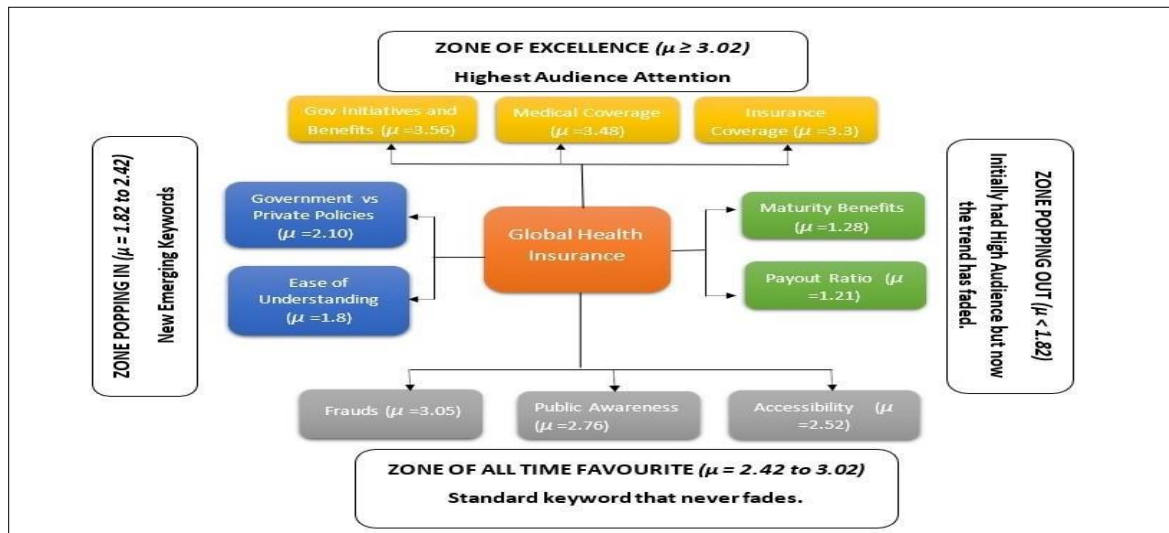 ZONE OF EXCELLENCE (μ ≥ 3.02)
Highest Audience Attention
Gov Initiatives and
Benefits (μ =3.56)
Medical Coverage
(μ =3.48)
Insurance
Coverage (μ =3.3)
ZONE POPPING IN (μ = 1.82 to 2.42)
New Emerging Keywords
Government vs
Private Policies
(μ =2.10)
Ease of
Understanding
(μ =1.8)
Global Health
Insurance
Maturity Benefits
(μ =1.28)
Payout Ratio (μ
=1.21)
ZONE POPPING OUT (μ < 1.82)
Initially had High Audience but now
the trend has faded.
Frauds (μ =3.05)
Public Awareness
(μ =2.76)
Accessibility (μ
=2.52)
ZONE OF ALL TIME FAVOURITE (μ = 2.42 to 3.02)
Standard keyword that never fades.